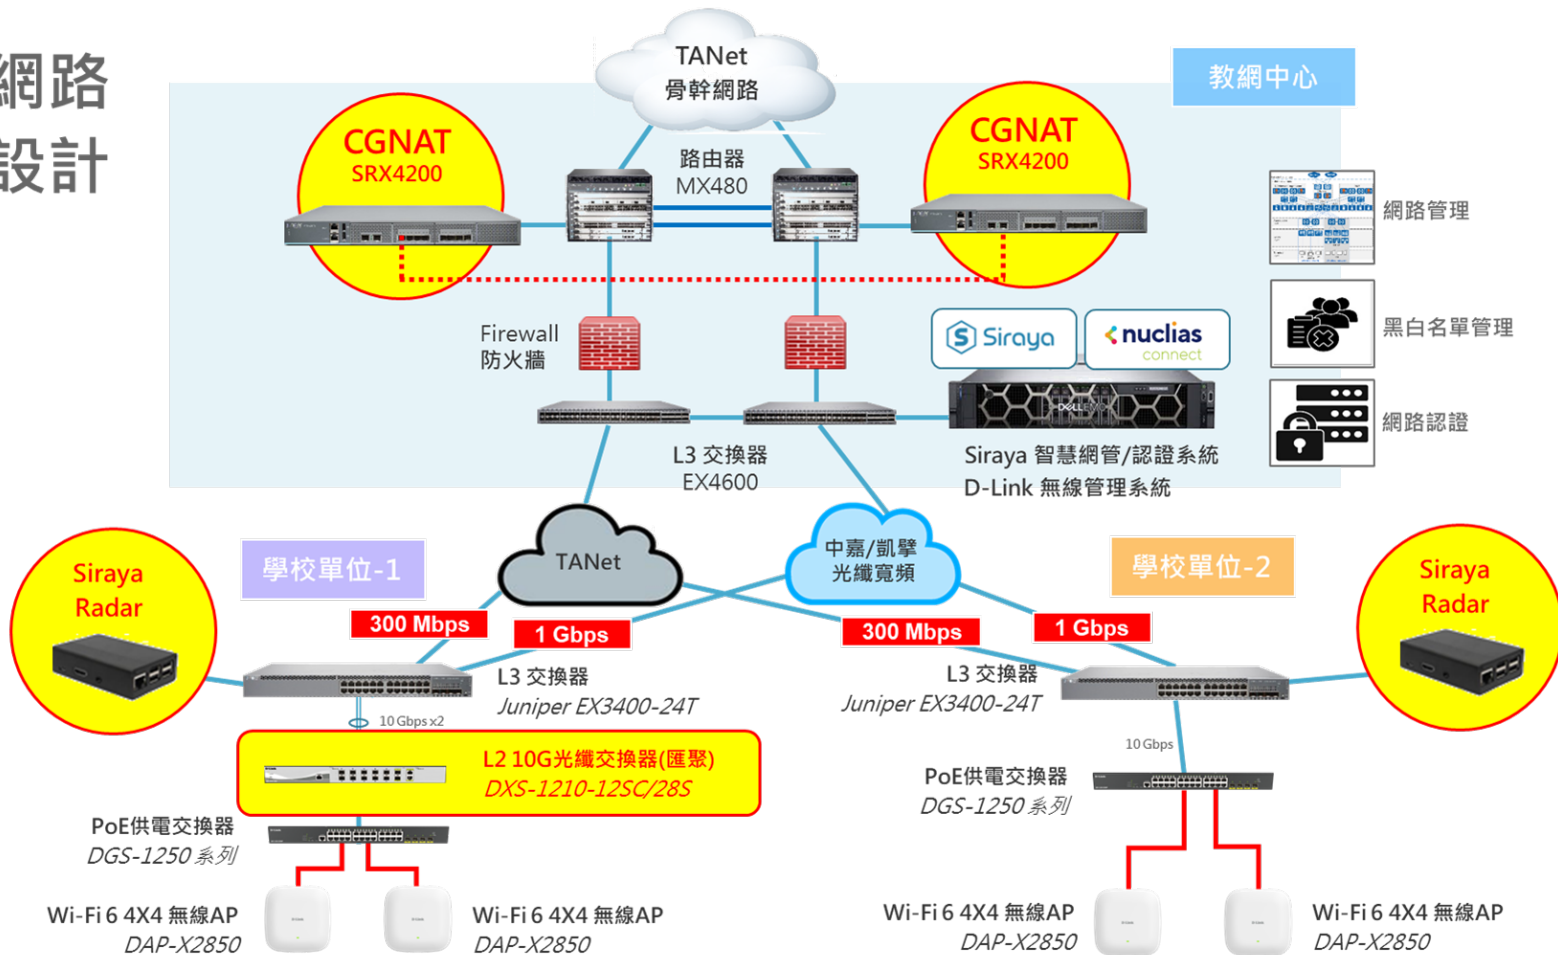 網路
設計
TANet
骨幹網路
教網中心
CGNAT
SRX4200
路由器
MX480
CGNAT
SRX4200
網路管理
Firewall
防火牆
Siraya
nuclias
connect
黑白名單管理
DELLEMC
網路認證
L3 交換器
EX4600
Siraya 智慧網管/認證系統
D-Link 無線管理系統
TANet
中嘉/凱擘
光纖寬頻
學校單位-1
學校單位-2
Siraya
Radar
Siraya
Radar
300 Mbps
1 Gbps
300 Mbps
1 Gbps
L3 交換器
Juniper EX3400-24T
L3 交換器
Juniper EX3400-24T
10 Gbps x2
10 Gbps
L2 10G光纖交換器(匯聚)
DXS-1210-12SC/28S
PoE供電交換器
DGS-1250 系列
PoE供電交換器
DGS-1250 系列
Wi-Fi 6 4X4 無線AP
DAP-X2850
Wi-Fi 6 4X4 無線AP
DAP-X2850
Wi-Fi 6 4X4 無線AP
DAP-X2850
Wi-Fi 6 4X4 無線AP
DAP-X2850